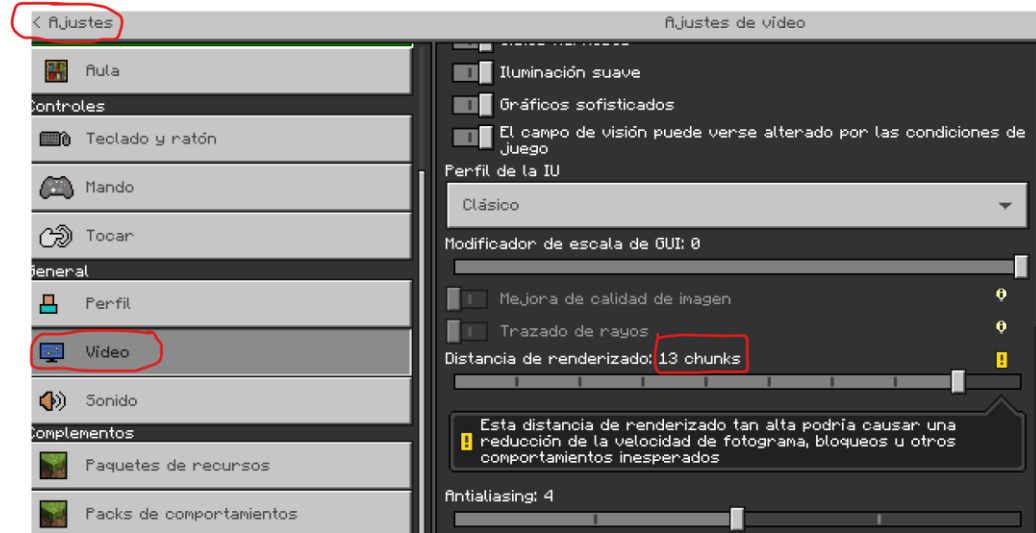 < Ajustes
Ajustes de vídeo
Aula
Controles
Teclado y ratón
Mando
Tocar
General
Perfil
Vídeo
Sonido
Complementos
Paquetes de recursos
Packs de comportamientos
Iluminación suave
Gráficos sofisticados
El campo de visión puede verse alterado por las condiciones de
juego
Perfil de la IU
Clásico
Modificador de escala de GUI: 0
Mejora de calidad de imagen
Trazado de rayos
Distancia de renderizado: 13 chunks
Esta distancia de renderizado tan alta podría causar una
reducción de la velocidad de fotograma, bloqueos u otros
comportamientos inesperados
Antialiasing: 4